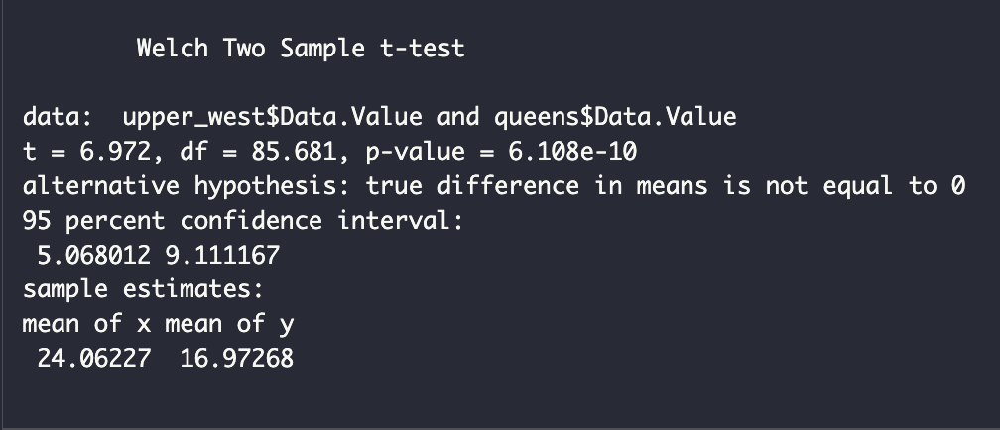 Welch Two Sample t-test
data:  upper_west$Data.Value and queens$Data.Value
t = 6.972, df = 85.681, p-value = 6.108e-10
alternative hypothesis: true difference in means is not equal to 0
95 percent confidence interval:
 5.068012 9.111167
sample estimates:
mean of x mean of y
 24.06227  16.97268